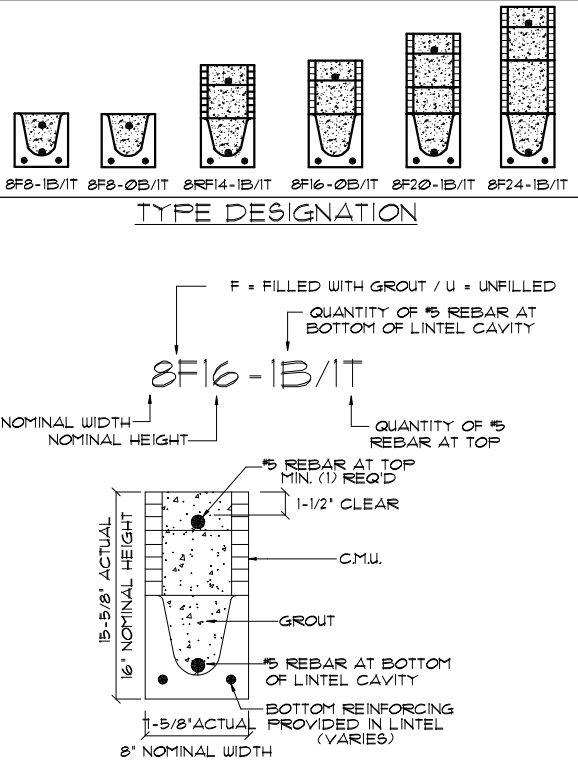 8F8-1B/1T 8F8-0B/1T 8RF14-1B/1T 8F16-0B/1T 8F20-1B/1T 8F24-1B/1T
TYPE DESIGNATION
F = FILLED WITH GROUT / U = UNFILLED
QUANTITY OF #5 REBAR AT
BOTTOM OF LINTEL CAVITY
8F16-1B/1T
NOMINAL WIDTH
NOMINAL HEIGHT
QUANTITY OF #5
REBAR AT TOP
#5 REBAR AT TOP
MIN. (1) REQ'D
1-1/2" CLEAR
15-5/8" ACTUAL
16" NOMINAL HEIGHT
C.M.U.
GROUT
#5 REBAR AT BOTTOM
OF LINTEL CAVITY
BOTTOM REINFORCING
PROVIDED IN LINTEL
(VARIES)
7-5/8" ACTUAL
8" NOMINAL WIDTH